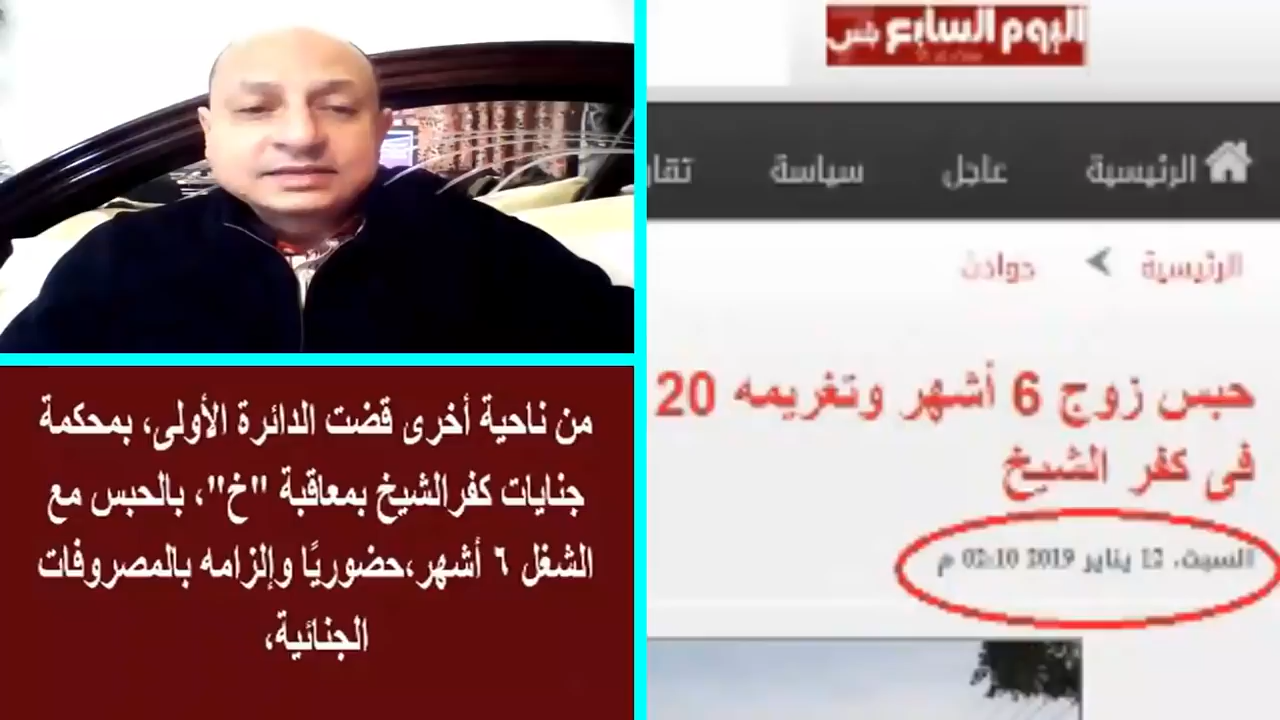 اليوم السابع بلس
الرئيسية عاجل سياسة تقار
الرئيسية حوادث
حبس زوج 6 أشهر وتغريمه 20
فى كفر الشيخ
السبت، 12 يناير 2019 02:10 م
من ناحية أخرى قضت الدائرة الأولى، بمحكمة
جنايات كفرالشيخ بمعاقبة "خ"، بالحبس مع
الشغل ٦ أشهر،حضوريًا وإلزامه بالمصروفات
الجنائية،